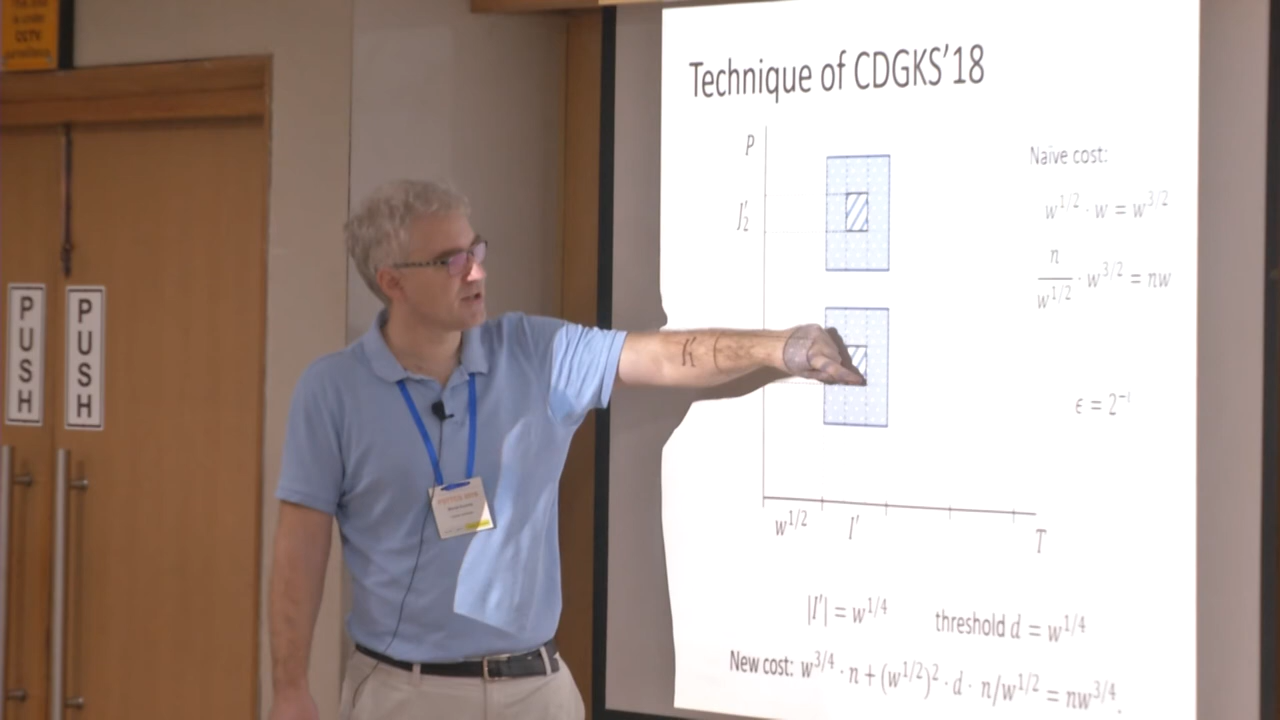 CCTV
PUSH
PUSH
Technique of CDGKS'18
P
J'₂
w^{1/2}
I'
T
Naïve cost:
w^{1/2} · w = w^{3/2}
n/w^{1/2} · w^{3/2} = nw
ϵ = 2^{-i}
|I'| = w^{1/4} threshold d = w^{1/4}
New cost: w^{3/4} · n + (w^{1/2})² · d · n/w^{1/2} = nw^{3/4}.